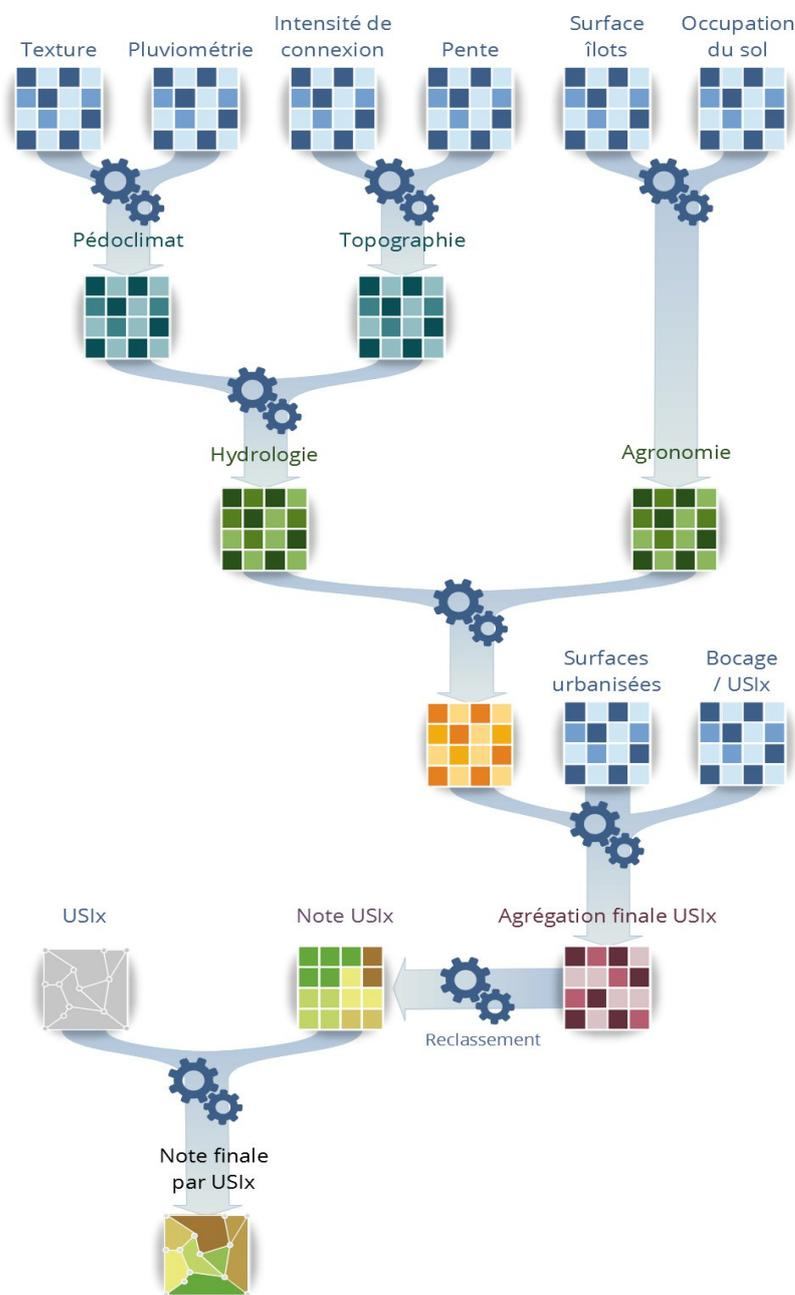 Texture
Pluviométrie
Intensité de
connexion
Pente
Surface
îlots
Occupation
du sol
Pédoclimat
Topographie
Hydrologie
Agronomie
Surfaces
urbanisées
Bocage
/ USIx
USIx
Note USIx
Agrégation finale USIx
Reclassement
Note finale
par USIx